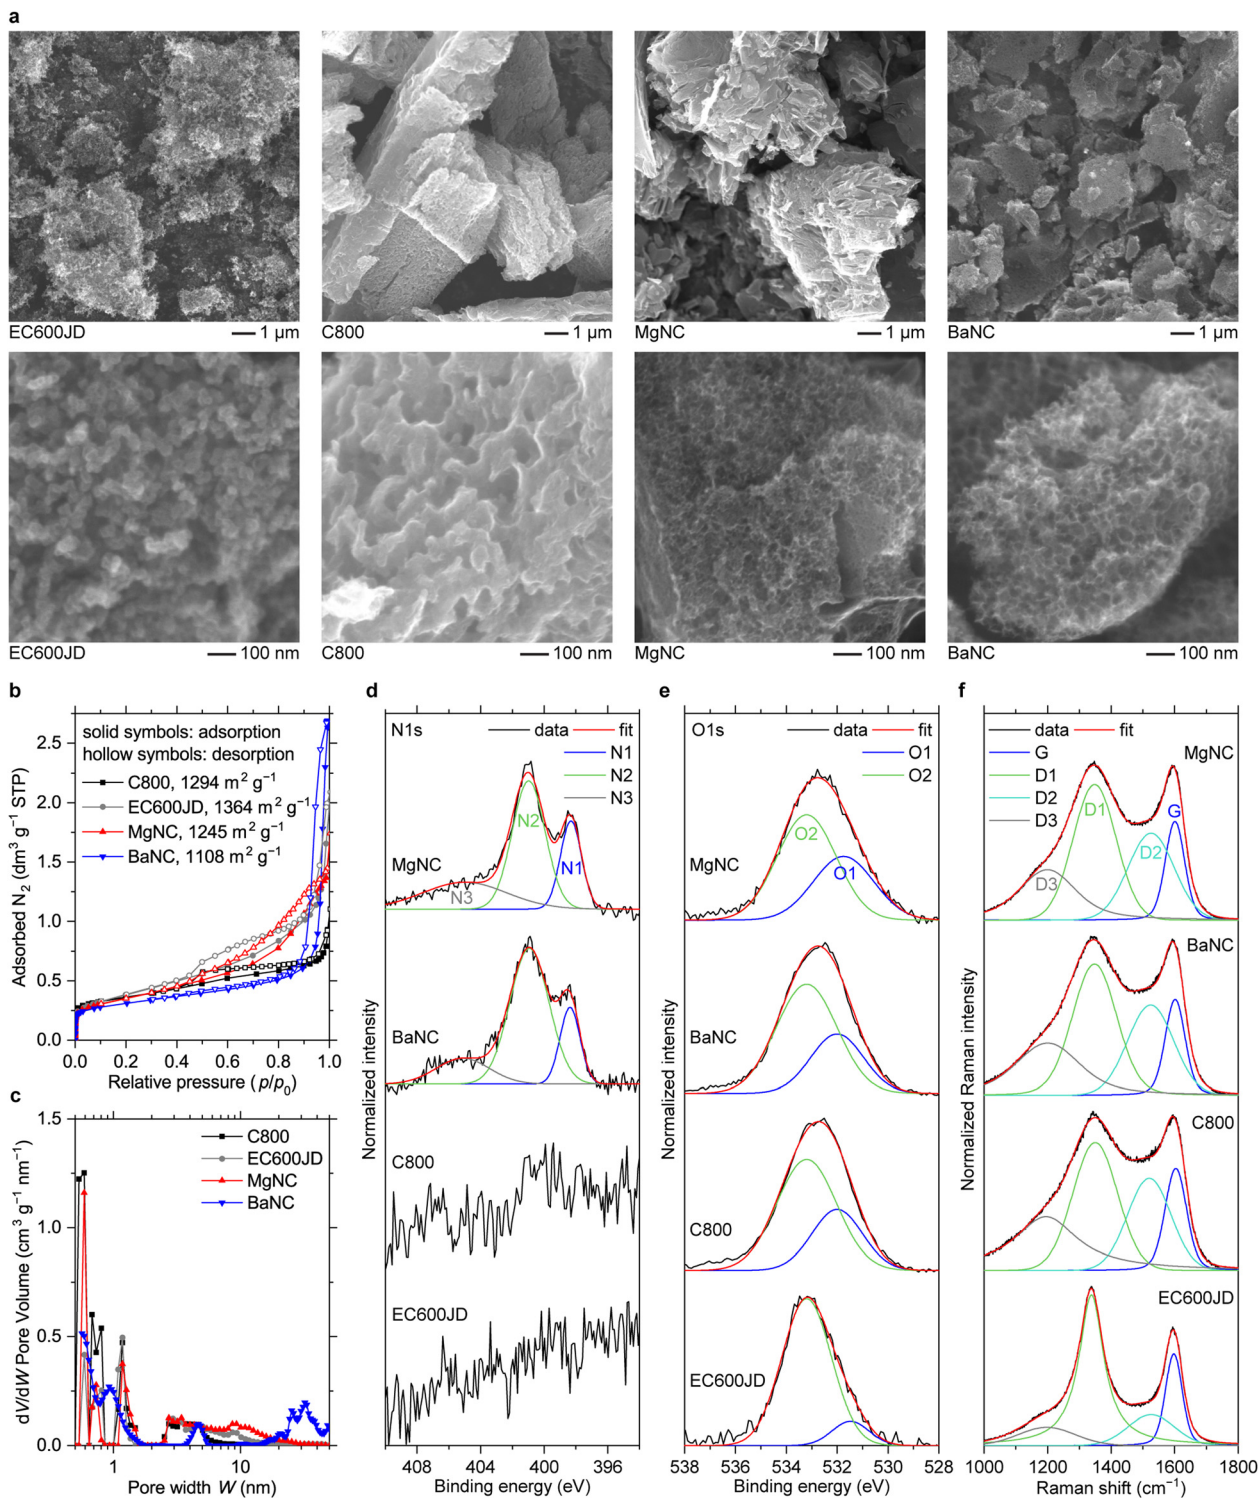 a
EC600JD 1 µm
C800 1 µm
MgNC 1 µm
BaNC 1 µm
EC600JD 100 nm
C800 100 nm
MgNC 100 nm
BaNC 100 nm
b
solid symbols: adsorption
hollow symbols: desorption
C800, 1294 m² g⁻¹
EC600JD, 1364 m² g⁻¹
MgNC, 1245 m² g⁻¹
BaNC, 1108 m² g⁻¹
Adsorbed N₂ (dm³ g⁻¹ STP)
2.5
2.0
1.5
1.0
0.5
0.0
0.0 0.2 0.4 0.6 0.8 1.0
Relative pressure (p/p₀)
c
C800
EC600JD
MgNC
BaNC
dV/dW Pore Volume (cm³ g⁻¹ nm⁻¹)
1.5
1.0
0.5
0.0
1 10
Pore width W (nm)
d
N1s
data fit
N1
N2
N3
N2
N1
N3
MgNC
BaNC
C800
EC600JD
Normalized intensity
408 404 400 396
Binding energy (eV)
e
O1s
data fit
O1
O2
O2
O1
MgNC
BaNC
C800
EC600JD
Normalized intensity
538 536 534 532 530 528
Binding energy (eV)
f
data fit
G
D1
D2
D3
MgNC
D1
G
D2
D3
BaNC
C800
EC600JD
Normalized Raman intensity
1000 1200 1400 1600 1800
Raman shift (cm⁻¹)